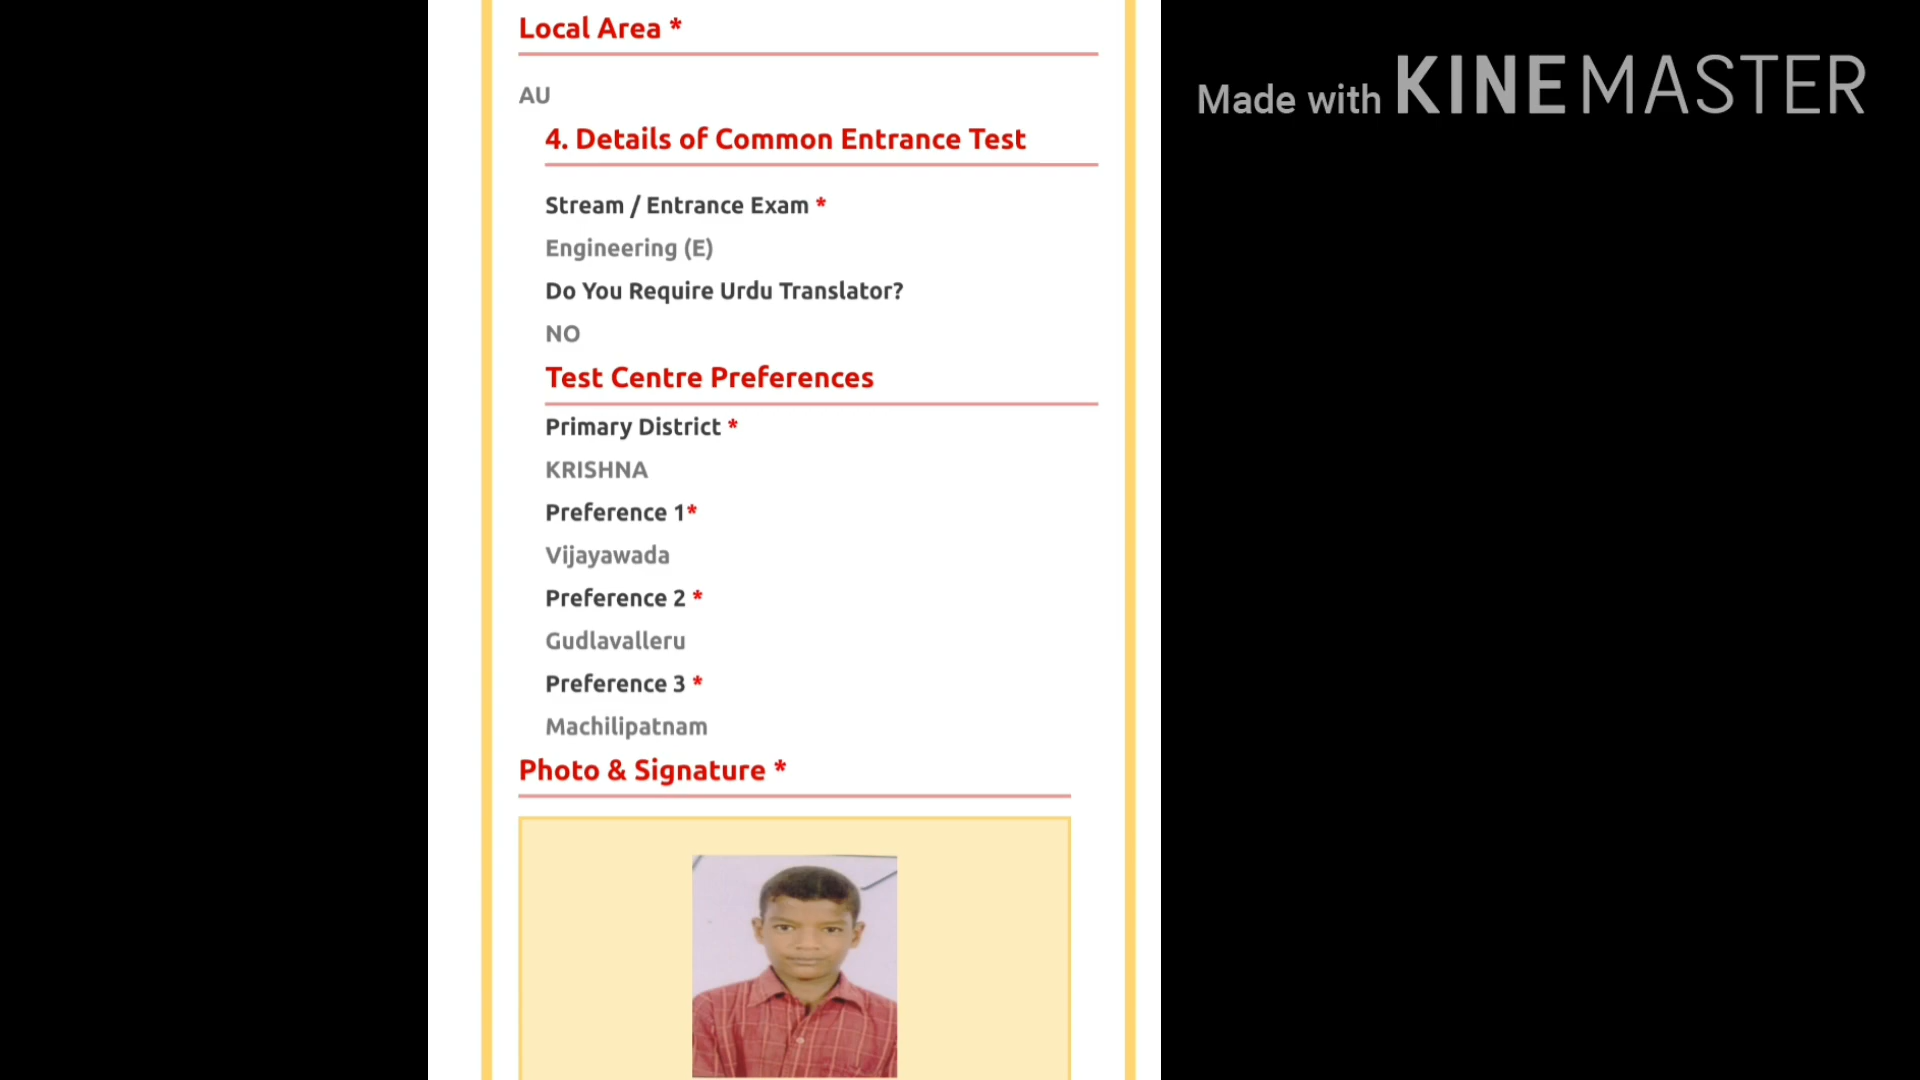 Local Area *
AU
4. Details of Common Entrance Test
Stream / Entrance Exam *
Engineering (E)
Do You Require Urdu Translator?
NO
Test Centre Preferences
Primary District *
KRISHNA
Preference 1*
Vijayawada
Preference 2 *
Gudlavalleru
Preference 3 *
Machilipatnam
Photo & Signature *
Made with KINEMASTER